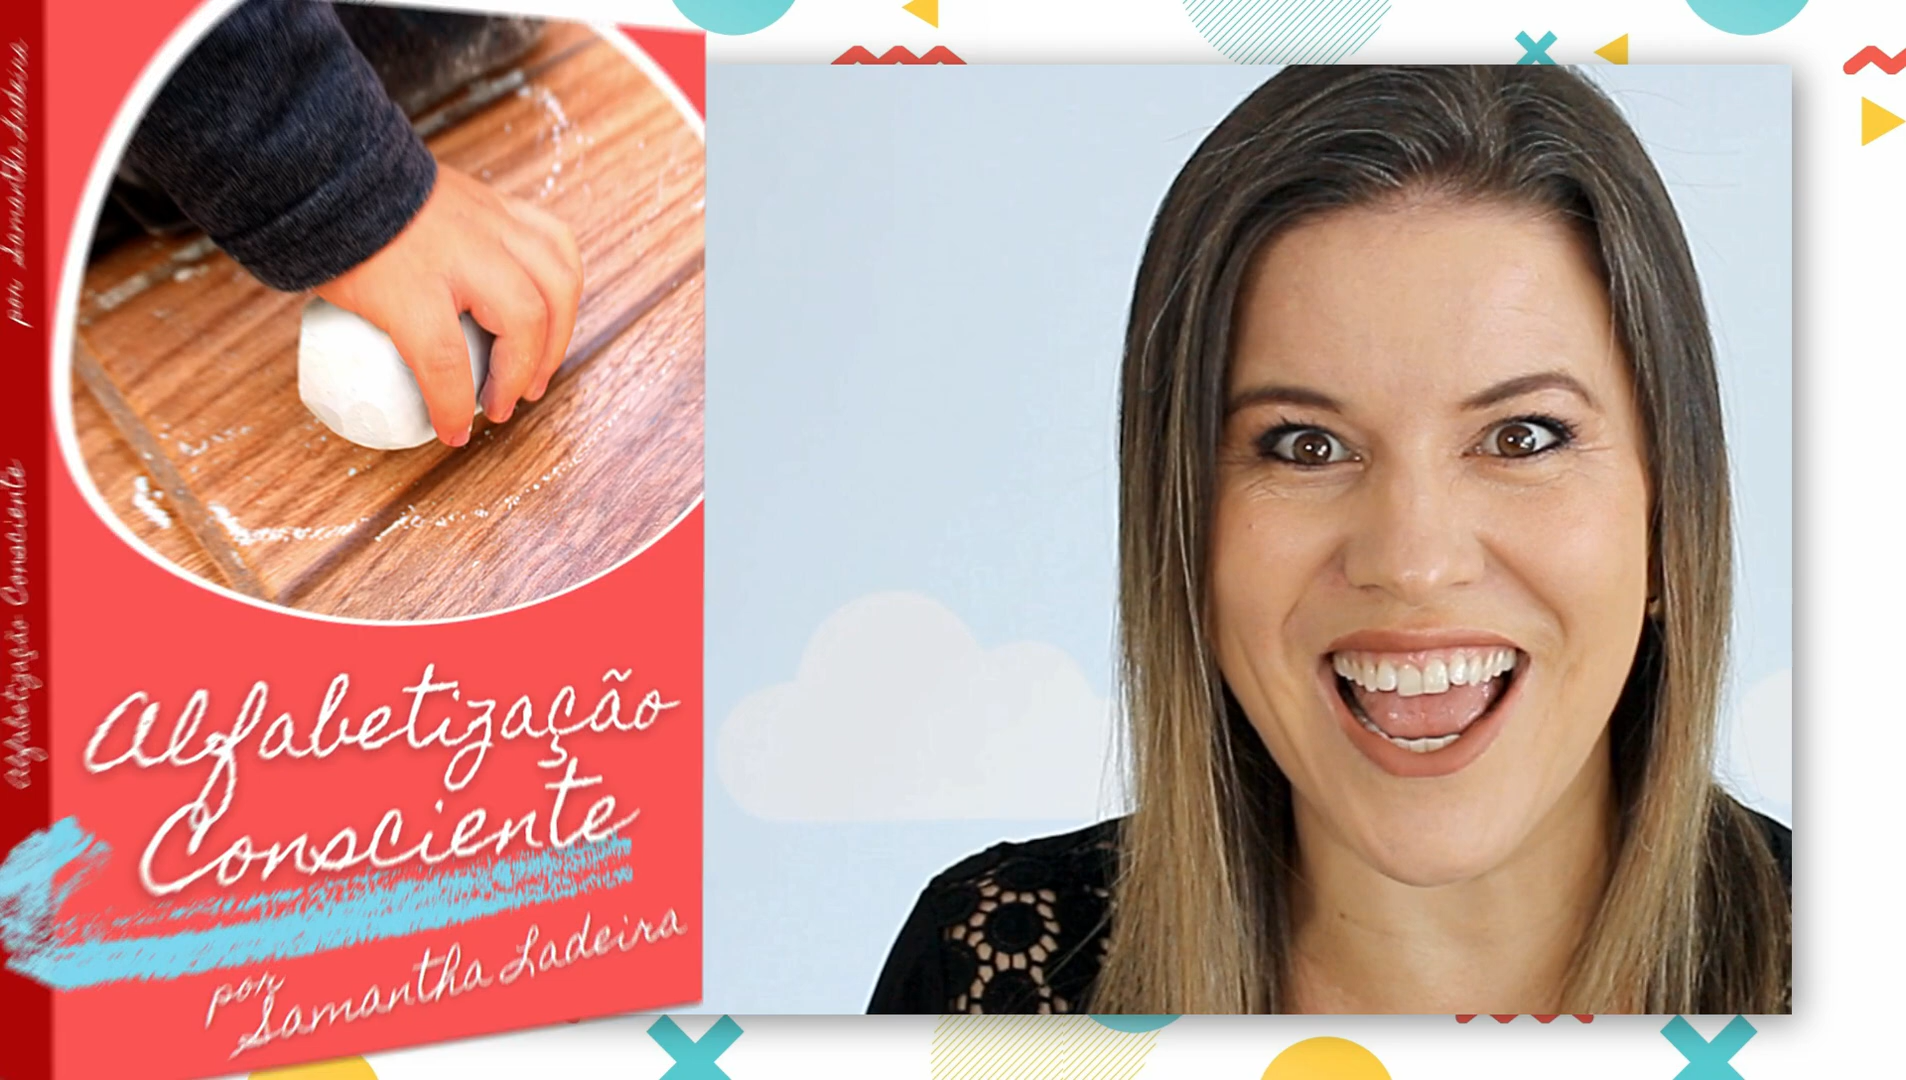 por Samantha Ladeira
Alfabetização Consciente
Alfabetização
Consciente
por
Samantha Ladeira